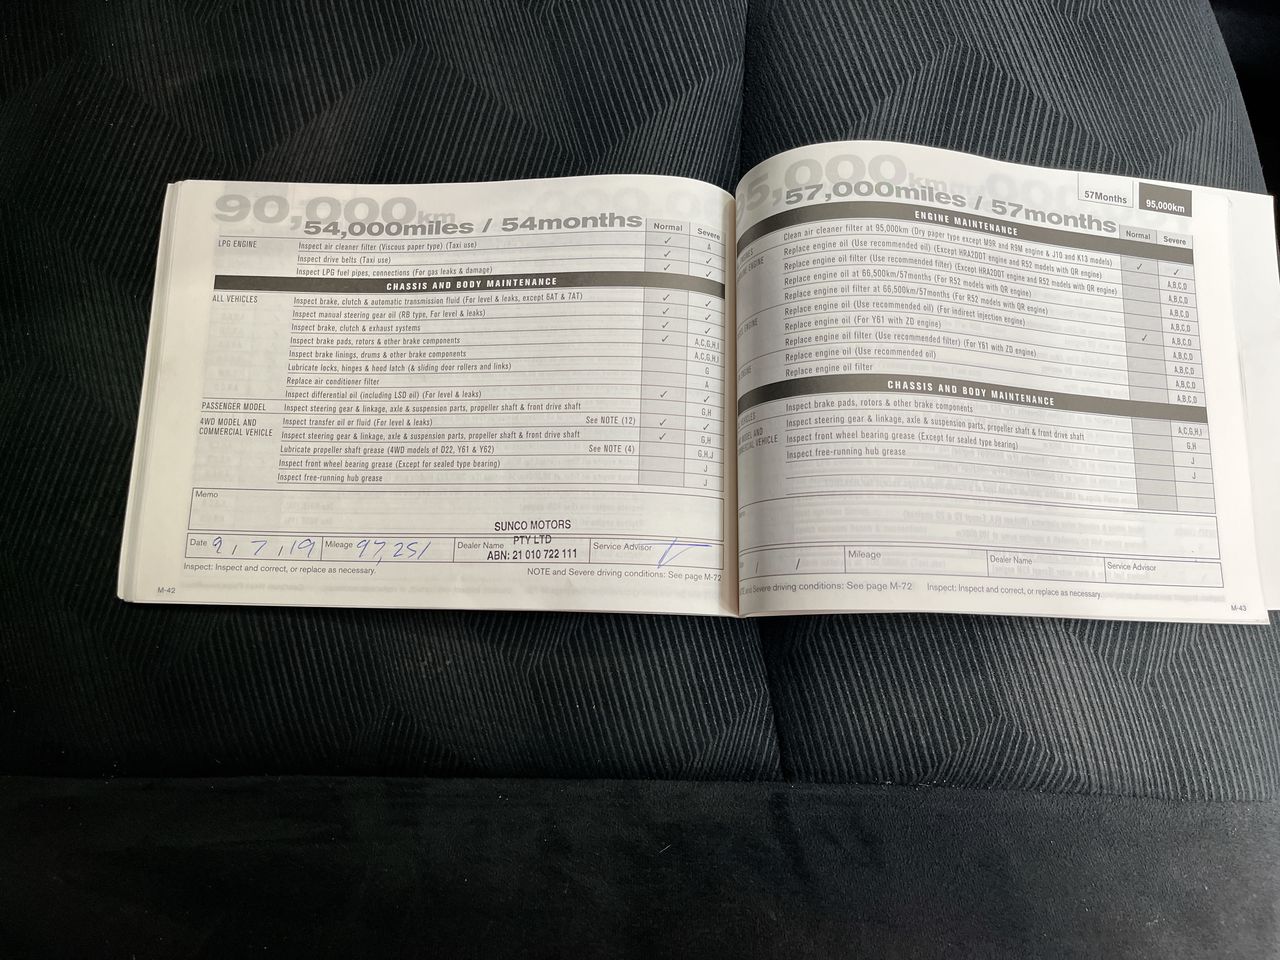 90,000km
54,000miles / 54months
Normal Severe
LPG ENGINE Inspect air cleaner filter (Viscous paper type) (Taxi use) ✓ A
Inspect drive belts (Taxi use) ✓ ✓
Inspect LPG fuel pipes, connections (For gas leaks & damage) ✓ ✓
CHASSIS AND BODY MAINTENANCE
ALL VEHICLES Inspect brake, clutch & automatic transmission fluid (For level & leaks, except 6AT & 7AT) ✓ ✓
Inspect manual steering gear oil (RB type, For level & leaks) ✓ ✓
Inspect brake, clutch & exhaust systems ✓ ✓
Inspect brake pads, rotors & other brake components ✓ A,C,G,H,I
Inspect brake linings, drums & other brake components A,C,G,H,I
Lubricate locks, hinges & hood latch (& sliding door rollers and links) G
Replace air conditioner filter A
Inspect differential oil (including LSD oil) (For level & leaks) ✓ ✓
PASSENGER MODEL Inspect steering gear & linkage, axle & suspension parts, propeller shaft & front drive shaft G,H
4WD MODEL AND COMMERCIAL VEHICLE Inspect transfer oil or fluid (For level & leaks) See NOTE (12) ✓ ✓
Inspect steering gear & linkage, axle & suspension parts, propeller shaft & front drive shaft ✓ G,H
Lubricate propeller shaft grease (4WD models of D22, Y61 & Y62) See NOTE (4) G,H,J
Inspect front wheel bearing grease (Except for sealed type bearing) J
Inspect free-running hub grease J
Memo
SUNCO MOTORS
PTY LTD
ABN: 21 010 722 111
Date 9 / 7 / 19 Mileage 97,251 Dealer Name Service Advisor
Inspect: Inspect and correct, or replace as necessary. NOTE and Severe driving conditions: See page M-72
M-42
5,000km
57,000miles / 57months
57Months 95,000km
Normal Severe
ENGINE MAINTENANCE
Clean air cleaner filter at 95,000km (Dry paper type except M9R and R9M engine & J10 and K13 models)
Replace engine oil (Use recommended oil) (Except HRA2DDT engine and R52 models with QR engine) ✓ ✓
Replace engine oil filter (Use recommended filter) (Except HRA2DDT engine and R52 models with QR engine) A,B,C,D
Replace engine oil at 66,500km/57months (For R52 models with QR engine) A,B,C,D
Replace engine oil filter at 66,500km/57months (For R52 models with QR engine) A,B,C,D
Replace engine oil (Use recommended oil) (For indirect injection engine) A,B,C,D
Replace engine oil (For Y61 with ZD engine) ✓ A,B,C,D
Replace engine oil filter (Use recommended filter) (For Y61 with ZD engine) A,B,C,D
Replace engine oil (Use recommended oil) A,B,C,D
Replace engine oil filter A,B,C,D
CHASSIS AND BODY MAINTENANCE
Inspect brake pads, rotors & other brake components A,C,G,H,I
Inspect steering gear & linkage, axle & suspension parts, propeller shaft & front drive shaft G,H
Inspect front wheel bearing grease (Except for sealed type bearing) J
Inspect free-running hub grease J
/ / Mileage Dealer Name Service Advisor
and Severe driving conditions: See page M-72 Inspect: Inspect and correct, or replace as necessary.
M-43